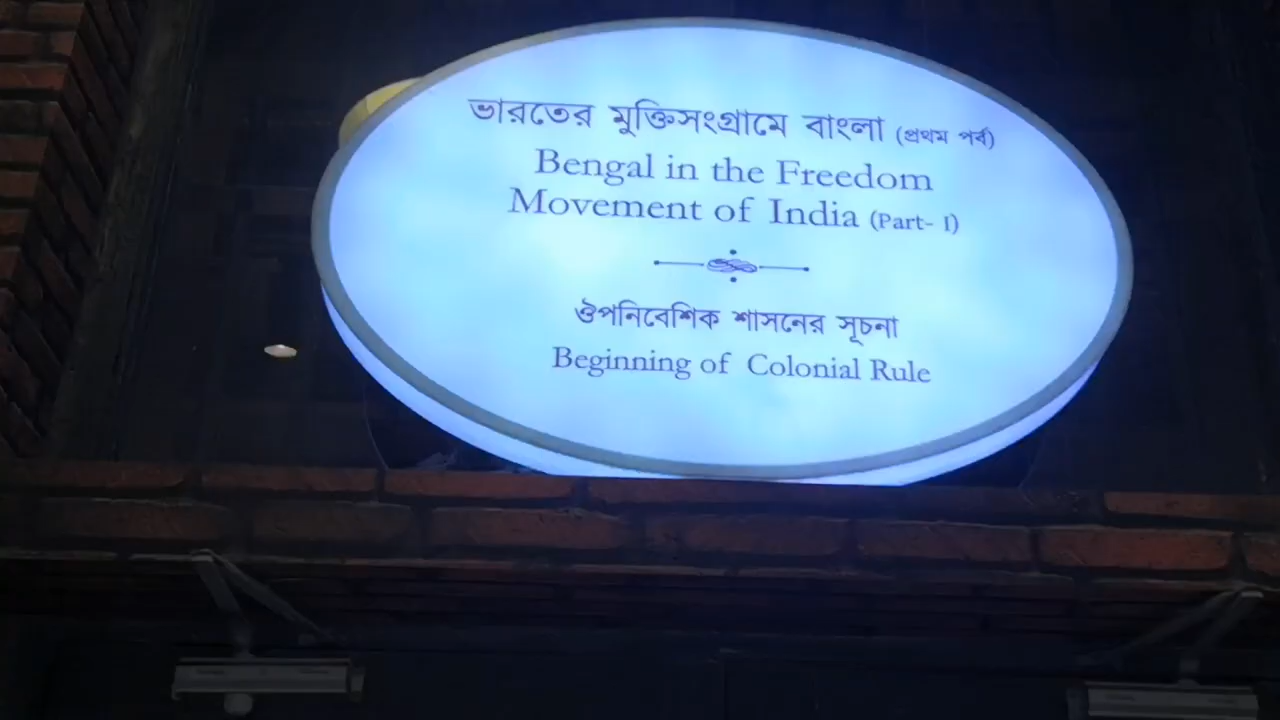 ভারতের মুক্তিসংগ্রামে বাংলা (প্রথম পর্ব)
Bengal in the Freedom
Movement of India (Part- I)
ঔপনিবেশিক শাসনের সূচনা
Beginning of Colonial Rule